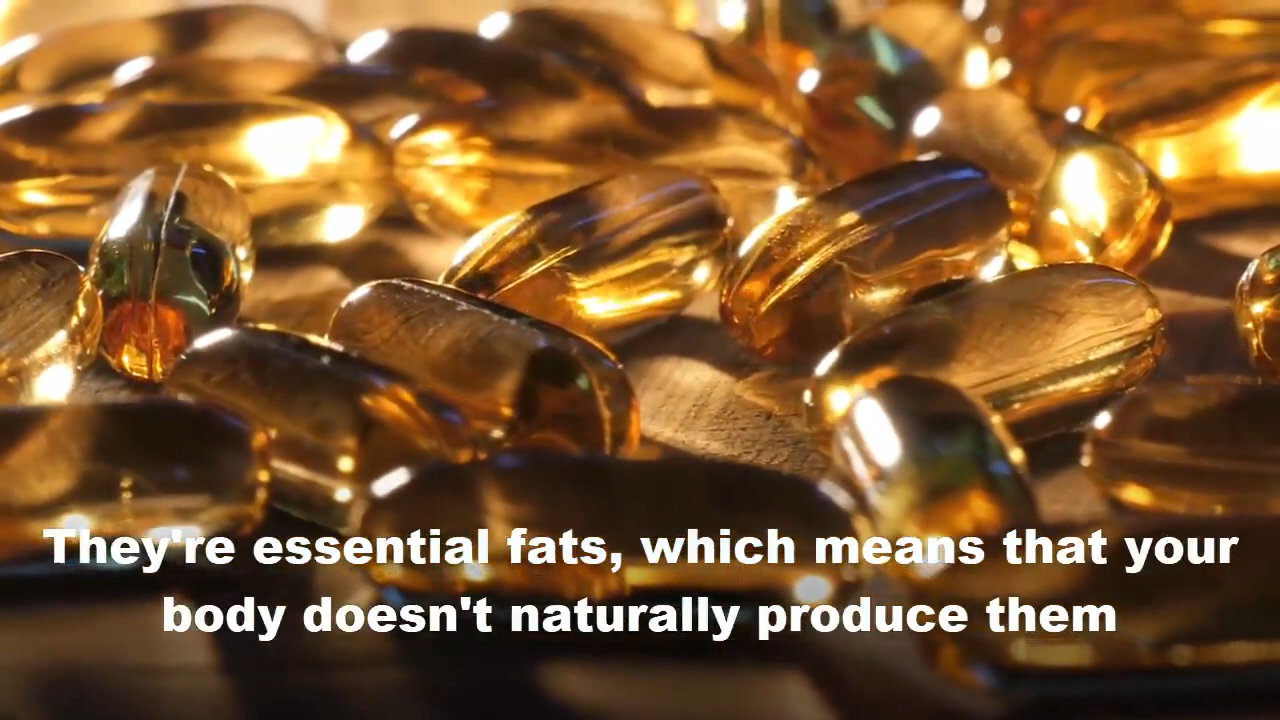 They're essential fats, which means that your
body doesn't naturally produce them